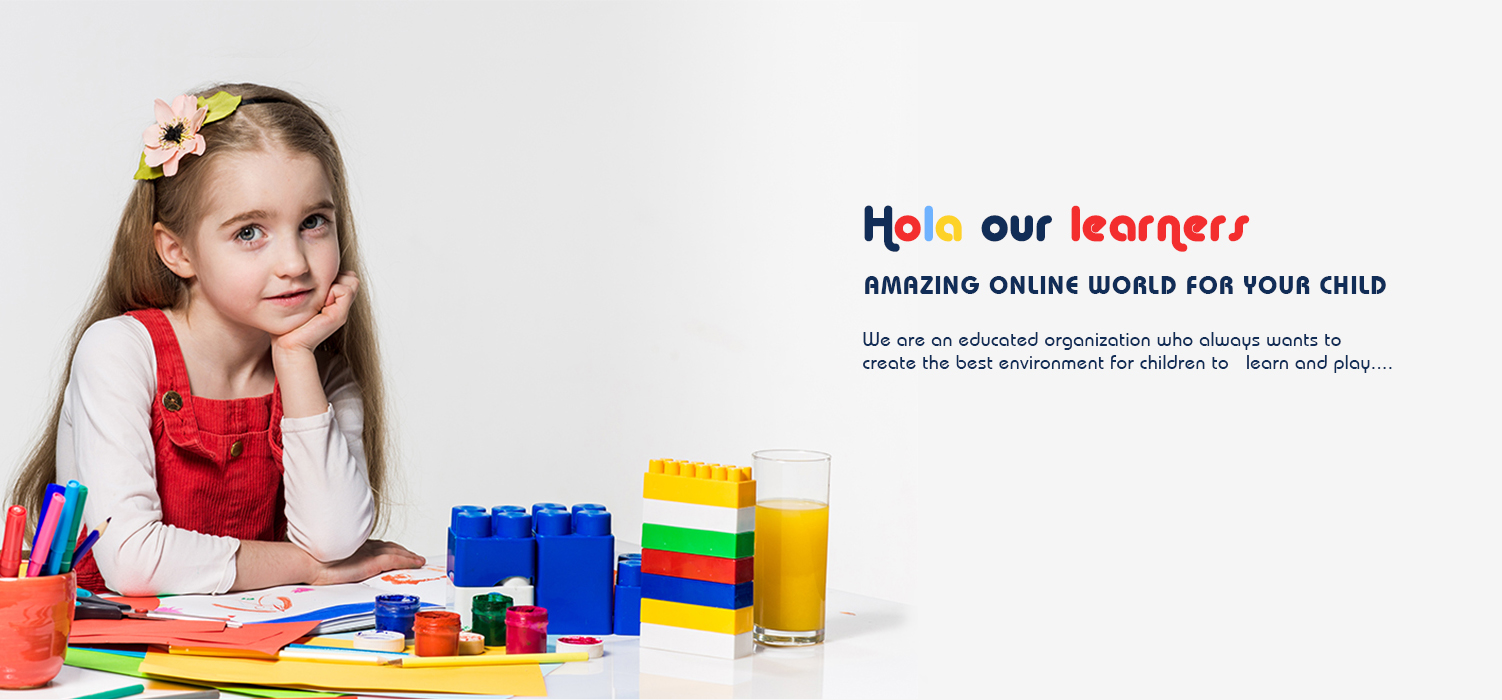 Hola our learners
AMAZING ONLINE WORLD FOR YOUR CHILD
We are an educated organization who always wants to
create the best environment for children to learn and play....